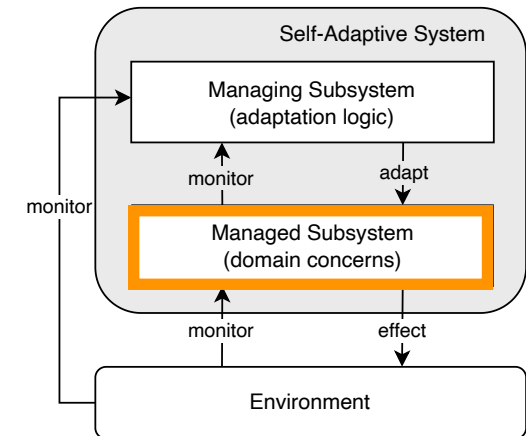 Self-Adaptive System
Managing Subsystem
(adaptation logic)
monitor
adapt
monitor
Managed Subsystem
(domain concerns)
monitor
effect
Environment